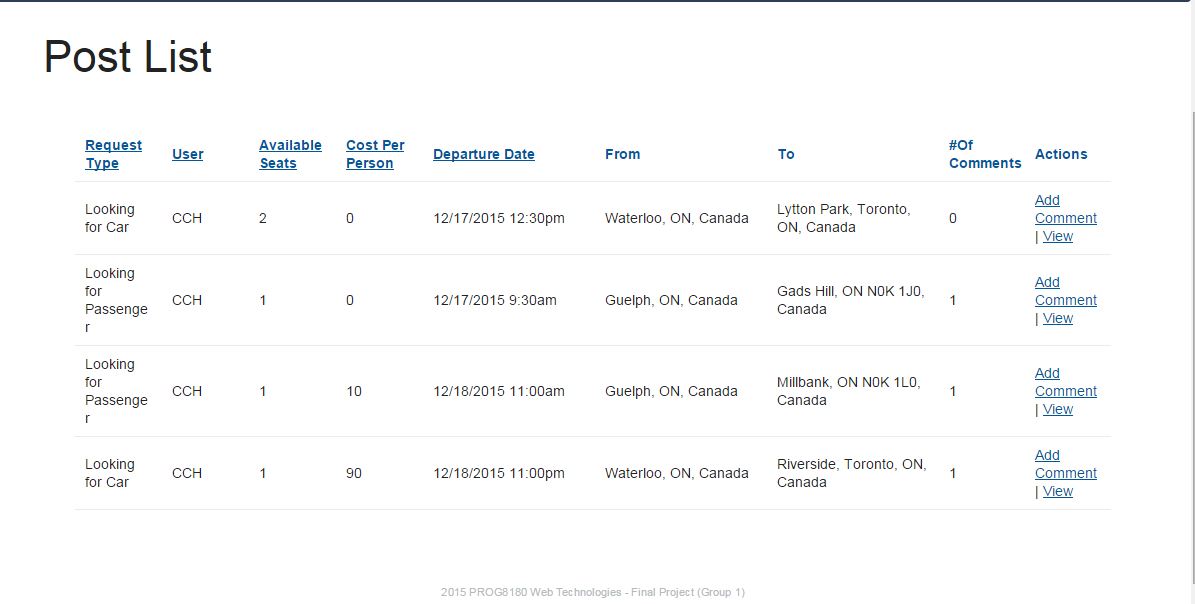 Post List
Request Type User Available Seats Cost Per Person Departure Date From To #Of Comments Actions
Looking for Car CCH 2 0 12/17/2015 12:30pm Waterloo, ON, Canada Lytton Park, Toronto, ON, Canada 0 Add Comment | View
Looking for Passenger CCH 1 0 12/17/2015 9:30am Guelph, ON, Canada Gads Hill, ON N0K 1J0, Canada 1 Add Comment | View
Looking for Passenger CCH 1 10 12/18/2015 11:00am Guelph, ON, Canada Millbank, ON N0K 1L0, Canada 1 Add Comment | View
Looking for Car CCH 1 90 12/18/2015 11:00pm Waterloo, ON, Canada Riverside, Toronto, ON, Canada 1 Add Comment | View
2015 PROG8180 Web Technologies - Final Project (Group 1)